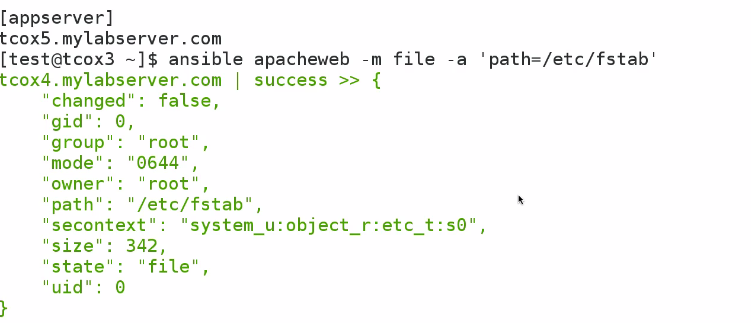 [appserver]
tcox5.mylabserver.com
[test@tcox3 ~]$ ansible apacheweb -m file -a 'path=/etc/fstab'
tcox4.mylabserver.com | success >> {
    "changed": false,
    "gid": 0,
    "group": "root",
    "mode": "0644",
    "owner": "root",
    "path": "/etc/fstab",
    "secontext": "system_u:object_r:etc_t:s0",
    "size": 342,
    "state": "file",
    "uid": 0
}